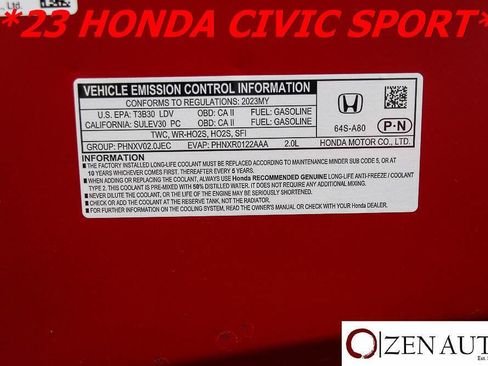 *23 HONDA CIVIC SPORT*
Co., Ltd.
VEHICLE EMISSION CONTROL INFORMATION
CONFORMS TO REGULATIONS: 2023MY
U.S. EPA: T3B30 LDV OBD: CA II FUEL: GASOLINE
CALIFORNIA: SULEV30 PC OBD: CA II FUEL: GASOLINE
TWC, WR-HO2S, HO2S, SFI
GROUP: PHNXV02.0JEC EVAP: PHNXR0122AAA 2.0L
64S-A80 P-N
HONDA MOTOR CO., LTD.
INFORMATION
■ THE FACTORY INSTALLED LONG-LIFE COOLANT MUST BE REPLACED ACCORDING TO MAINTENANCE MINDER SUB CODE 5, OR AT
10 YEARS WHICHEVER COMES FIRST. THEREAFTER EVERY 5 YEARS.
■ WHEN ADDING OR REPLACING THE COOLANT, ALWAYS USE Honda RECOMMENDED GENUINE LONG-LIFE ANTI-FREEZE / COOLANT
TYPE 2. THIS COOLANT IS PRE-MIXED WITH 50% DISTILLED WATER. IT DOES NOT REQUIRE ANY ADDITIONAL MIXING.
■ NEVER DILUTE THE COOLANT, OR THE LIFE OF THE ENGINE MAY BE SERIOUSLY SHORTENED.
■ CHECK OR ADD THE COOLANT AT THE RESERVE TANK, NOT THE RADIATOR.
■ FOR FURTHER INFORMATION ON THE COOLING SYSTEM, READ THE OWNER'S MANUAL OR CHECK WITH YOUR Honda DEALER.
ZEN AUT
Est.